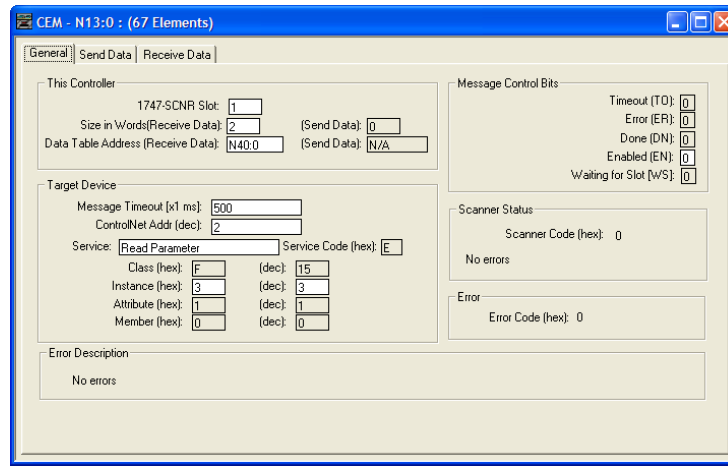 CEM - N13:0 : (67 Elements)
General Send Data Receive Data
This Controller
1747-SCNR Slot: 1
Size in Words(Receive Data): 2 (Send Data): 0
Data Table Address (Receive Data): N40:0 (Send Data): N/A
Target Device
Message Timeout [x1 ms]: 500
ControlNet Addr (dec): 2
Service: Read Parameter Service Code (hex): E
Class (hex): F (dec): 15
Instance (hex): 3 (dec): 3
Attribute (hex): 1 (dec): 1
Member (hex): 0 (dec): 0
Message Control Bits
Timeout (TO): 0
Error (ER): 0
Done (DN): 0
Enabled (EN): 0
Waiting for Slot [WS]: 0
Scanner Status
Scanner Code (hex): 0
No errors
Error
Error Code (hex): 0
Error Description
No errors